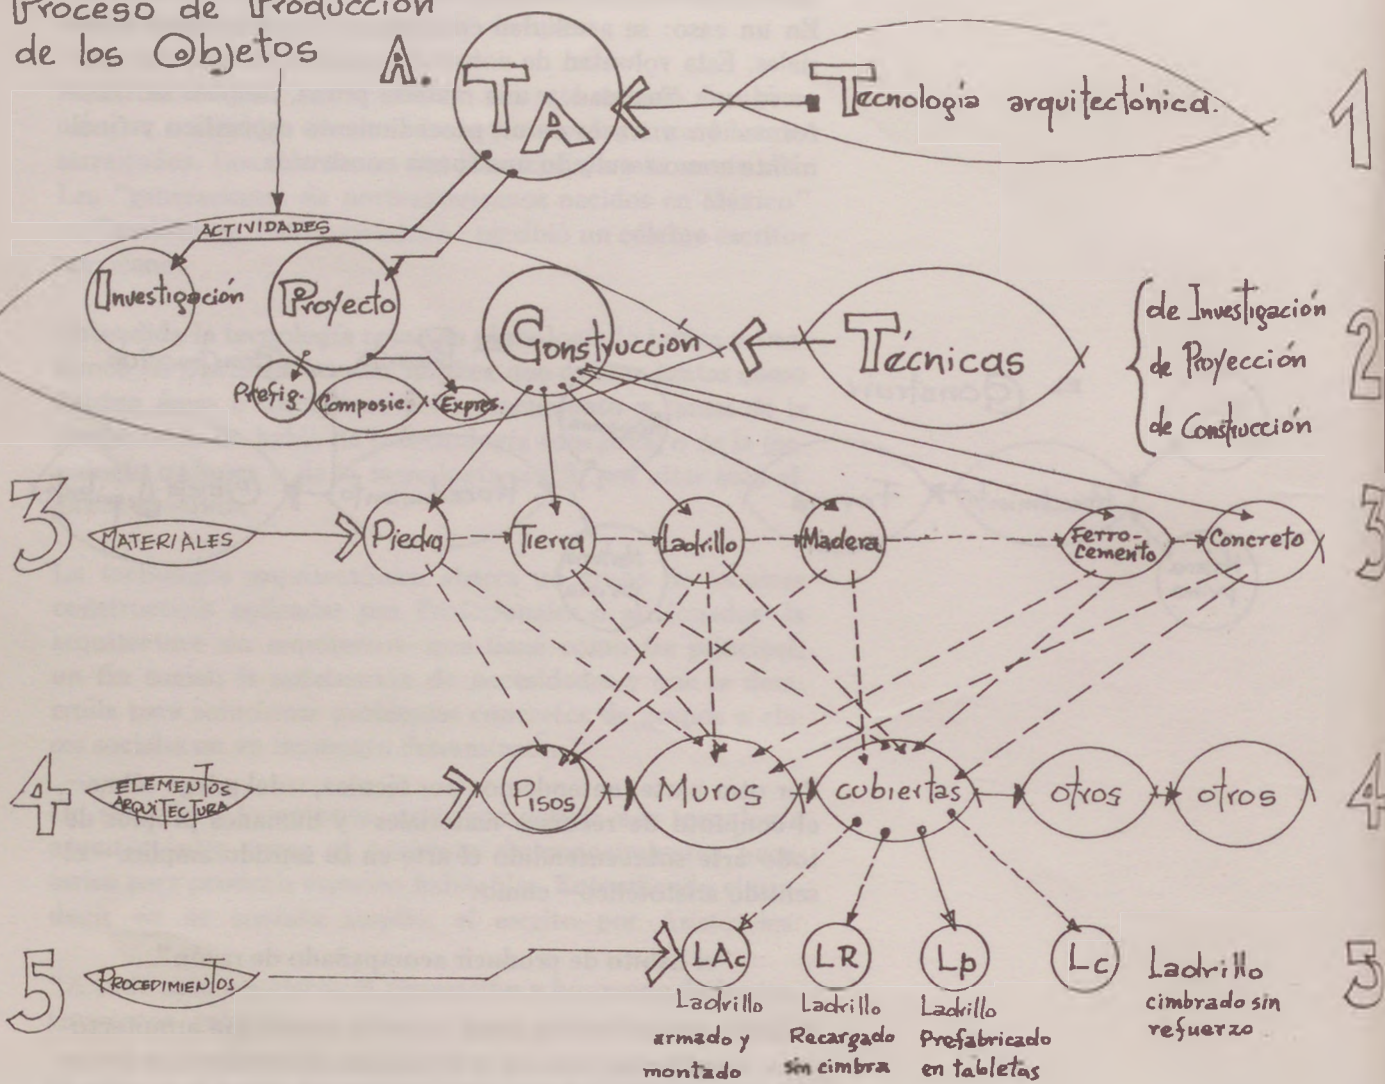 Proceso de Producción
de los Objetos
A.
TA
Tecnología arquitectónica.
1
ACTIVIDADES
Investigación
Proyecto
Construcción
Técnicas
de Investigación
de Proyección
de Construcción
2
Prefig.
Composic.
Expres.
3
MATERIALES
Piedra
Tierra
Ladrillo
Madera
Ferro-
cemento
Concreto
3
4
ELEMENTOS
ARQUITECTURA
Pisos
Muros
cubiertas
otros
otros
4
5
PROCEDIMIENTOS
LAc
LR
Lp
Lc
5
Ladrillo
armado y
montado
Ladrillo
Recargado
sin cimbra
Ladrillo
Prefabricado
en tabletas
Ladrillo
cimbrado sin
refuerzo